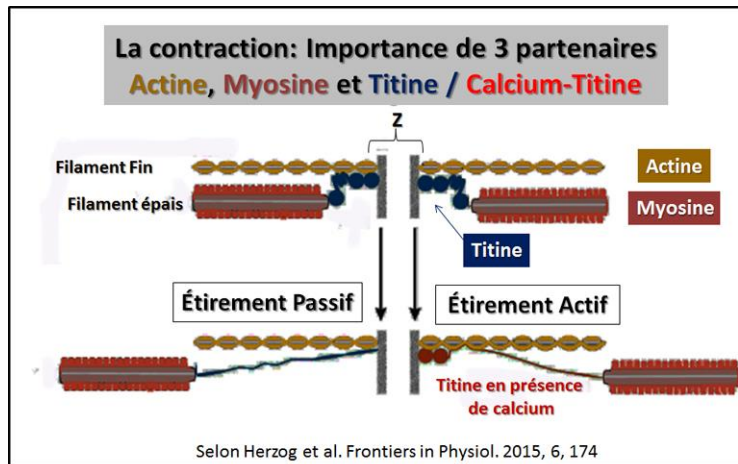 La contraction: Importance de 3 partenaires
Actine, Myosine et Titine / Calcium-Titine
Z
Filament Fin
Actine
Filament épais
Myosine
Titine
Étirement Passif
Étirement Actif
Titine en présence
de calcium
Selon Herzog et al. Frontiers in Physiol. 2015, 6, 174